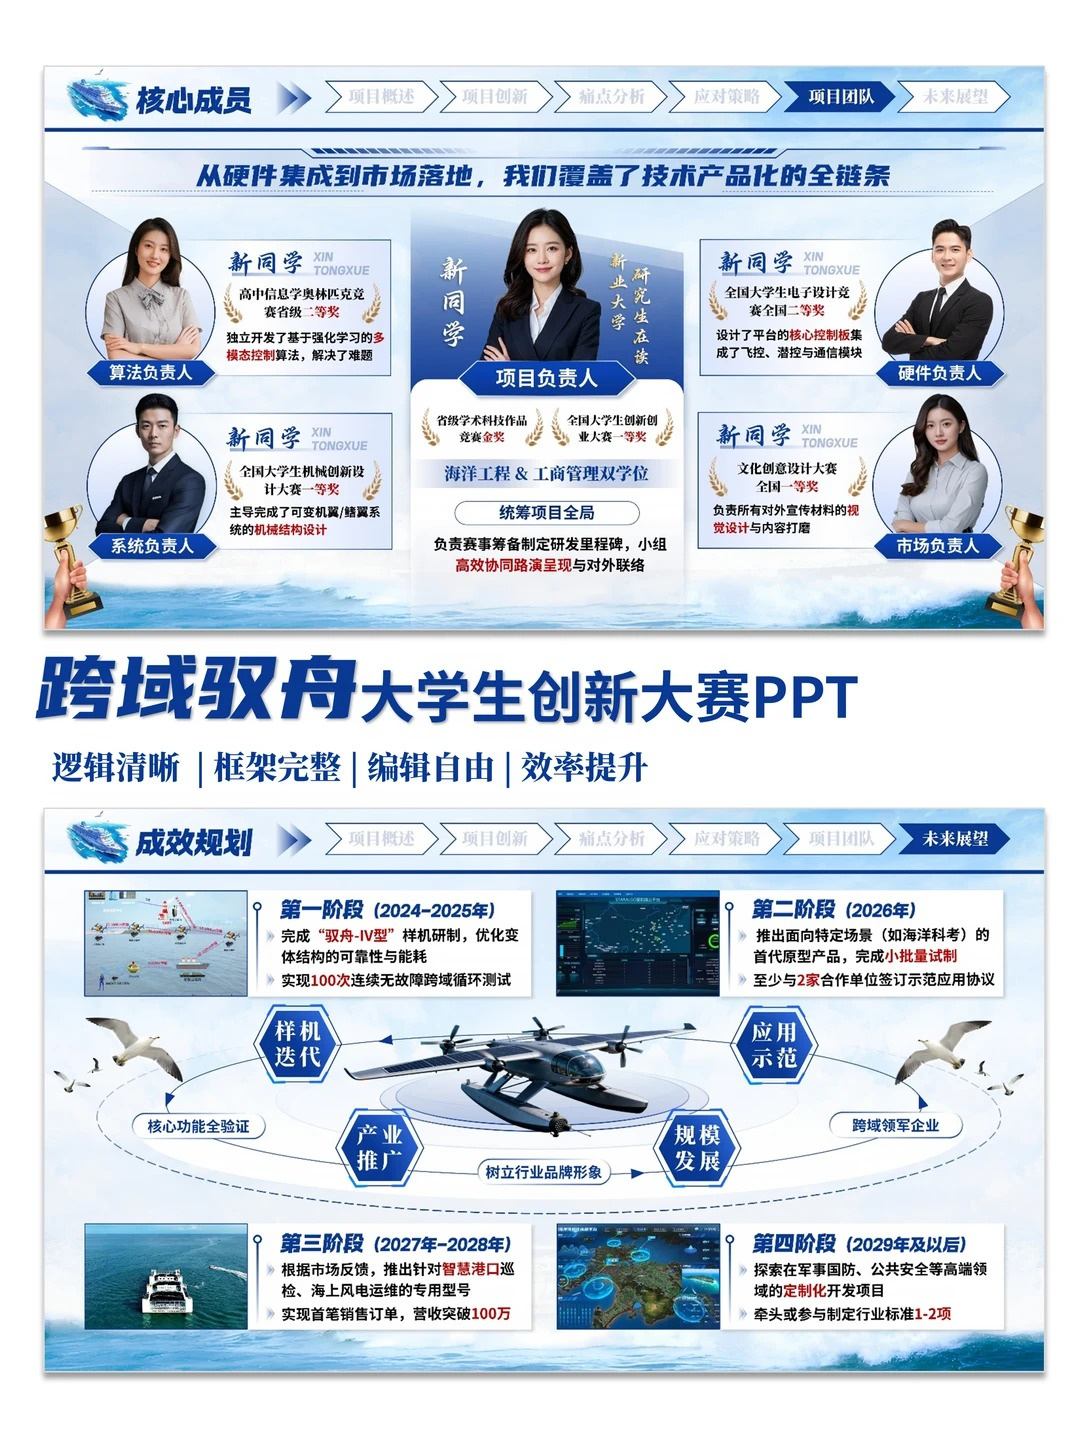 核心成员
项目概述
项目创新
痛点分析
应对策略
项目团队
未来展望
从硬件集成到市场落地，我们覆盖了技术产品化的全链条
新同学 XIN TONGXUE
高中信息学奥林匹克竞
赛省级二等奖
独立开发了基于强化学习的多
模态控制算法，解决了难题
算法负责人
新同学 XIN TONGXUE
全国大学生机械创新设
计大赛一等奖
主导完成了可变机翼/鳍翼系
统的机械结构设计
系统负责人
新同学
新业大学
研究生在读
项目负责人
省级学术科技作品
竞赛金奖
全国大学生创新创
业大赛一等奖
海洋工程 & 工商管理双学位
统筹项目全局
负责赛事筹备制定研发里程碑，小组
高效协同路演呈现与对外联络
新同学 XIN TONGXUE
全国大学生电子设计竞
赛全国二等奖
设计了平台的核心控制板集
成了飞控、潜控与通信模块
硬件负责人
新同学 XIN TONGXUE
文化创意设计大赛
全国一等奖
负责所有对外宣传材料的视
觉设计与内容打磨
市场负责人
跨域驭舟大学生创新大赛PPT
逻辑清晰 | 框架完整 | 编辑自由 | 效率提升
成效规划
项目概述
项目创新
痛点分析
应对策略
项目团队
未来展望
第一阶段（2024-2025年）
完成“驭舟-IV型”样机研制，优化变
体结构的可靠性与能耗
实现100次连续无故障跨域循环测试
第二阶段（2026年）
推出面向特定场景（如海洋科考）的
首代原型产品，完成小批量试制
至少与2家合作单位签订示范应用协议
样机
迭代
应用
示范
核心功能全验证
跨域领军企业
产业
推广
规模
发展
树立行业品牌形象
第三阶段（2027年-2028年）
根据市场反馈，推出针对智慧港口巡
检、海上风电运维的专用型号
实现首笔销售订单，营收突破100万
第四阶段（2029年及以后）
探索在军事国防、公共安全等高端领
域的定制化开发项目
牵头或参与制定行业标准1-2项